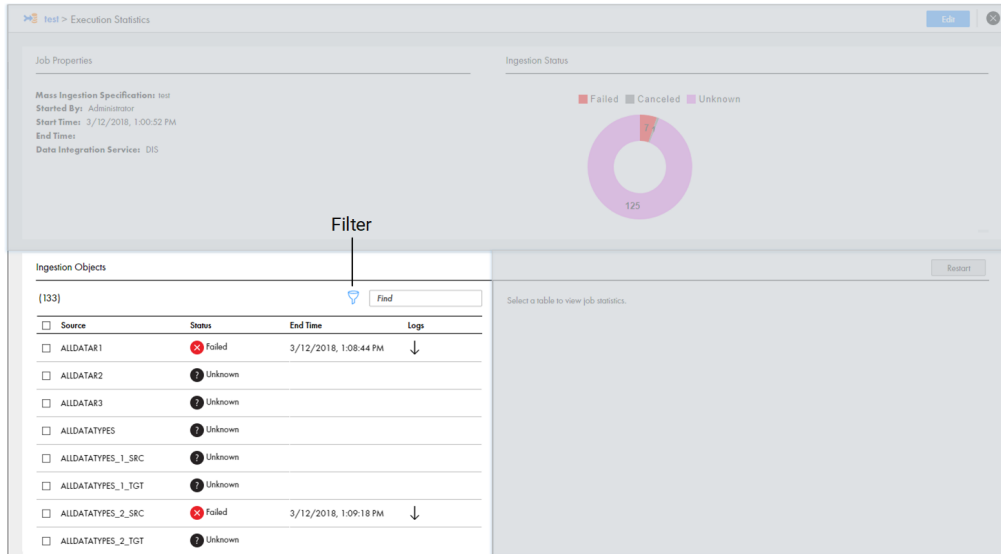 test > Execution Statistics
Edit
Job Properties
Mass Ingestion Specification: test
Started By: Administrator
Start Time: 3/12/2018, 1:00:52 PM
End Time:
Data Integration Service: DIS
Ingestion Status
Failed Canceled Unknown
7
125
Filter
Ingestion Objects
Restart
(133)
Find
Select a table to view job statistics.
Source Status End Time Logs
ALLDATAR1 Failed 3/12/2018, 1:08:44 PM
ALLDATAR2 ? Unknown
ALLDATAR3 ? Unknown
ALLDATATYPES ? Unknown
ALLDATATYPES_1_SRC ? Unknown
ALLDATATYPES_1_TGT ? Unknown
ALLDATATYPES_2_SRC Failed 3/12/2018, 1:09:18 PM
ALLDATATYPES_2_TGT ? Unknown